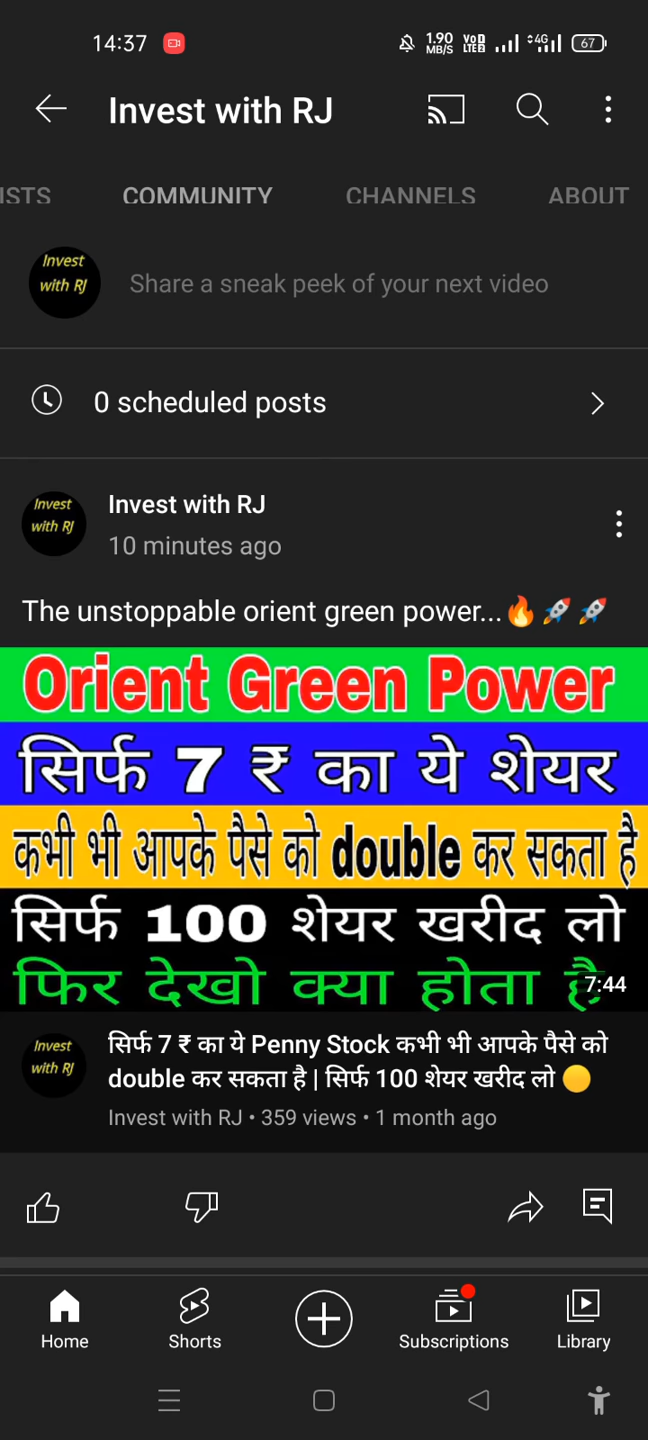 14:37 1.90 MB/S VoD LTE2 4G 67
Invest with RJ
ISTS COMMUNITY CHANNELS ABOUT
Invest
with RJ
Share a sneak peek of your next video
0 scheduled posts
Invest
with RJ
Invest with RJ
10 minutes ago
The unstoppable orient green power...🔥🚀🚀
Orient Green Power
सिर्फ 7 ₹ का ये शेयर
कभी भी आपके पैसे को double कर सकता है
सिर्फ 100 शेयर खरीद लो
फिर देखो क्या होता है
7:44
Invest
with RJ
सिर्फ 7 ₹ का ये Penny Stock कभी भी आपके पैसे को
double कर सकता है | सिर्फ 100 शेयर खरीद लो 🟡
Invest with RJ • 359 views • 1 month ago
Home Shorts Subscriptions Library